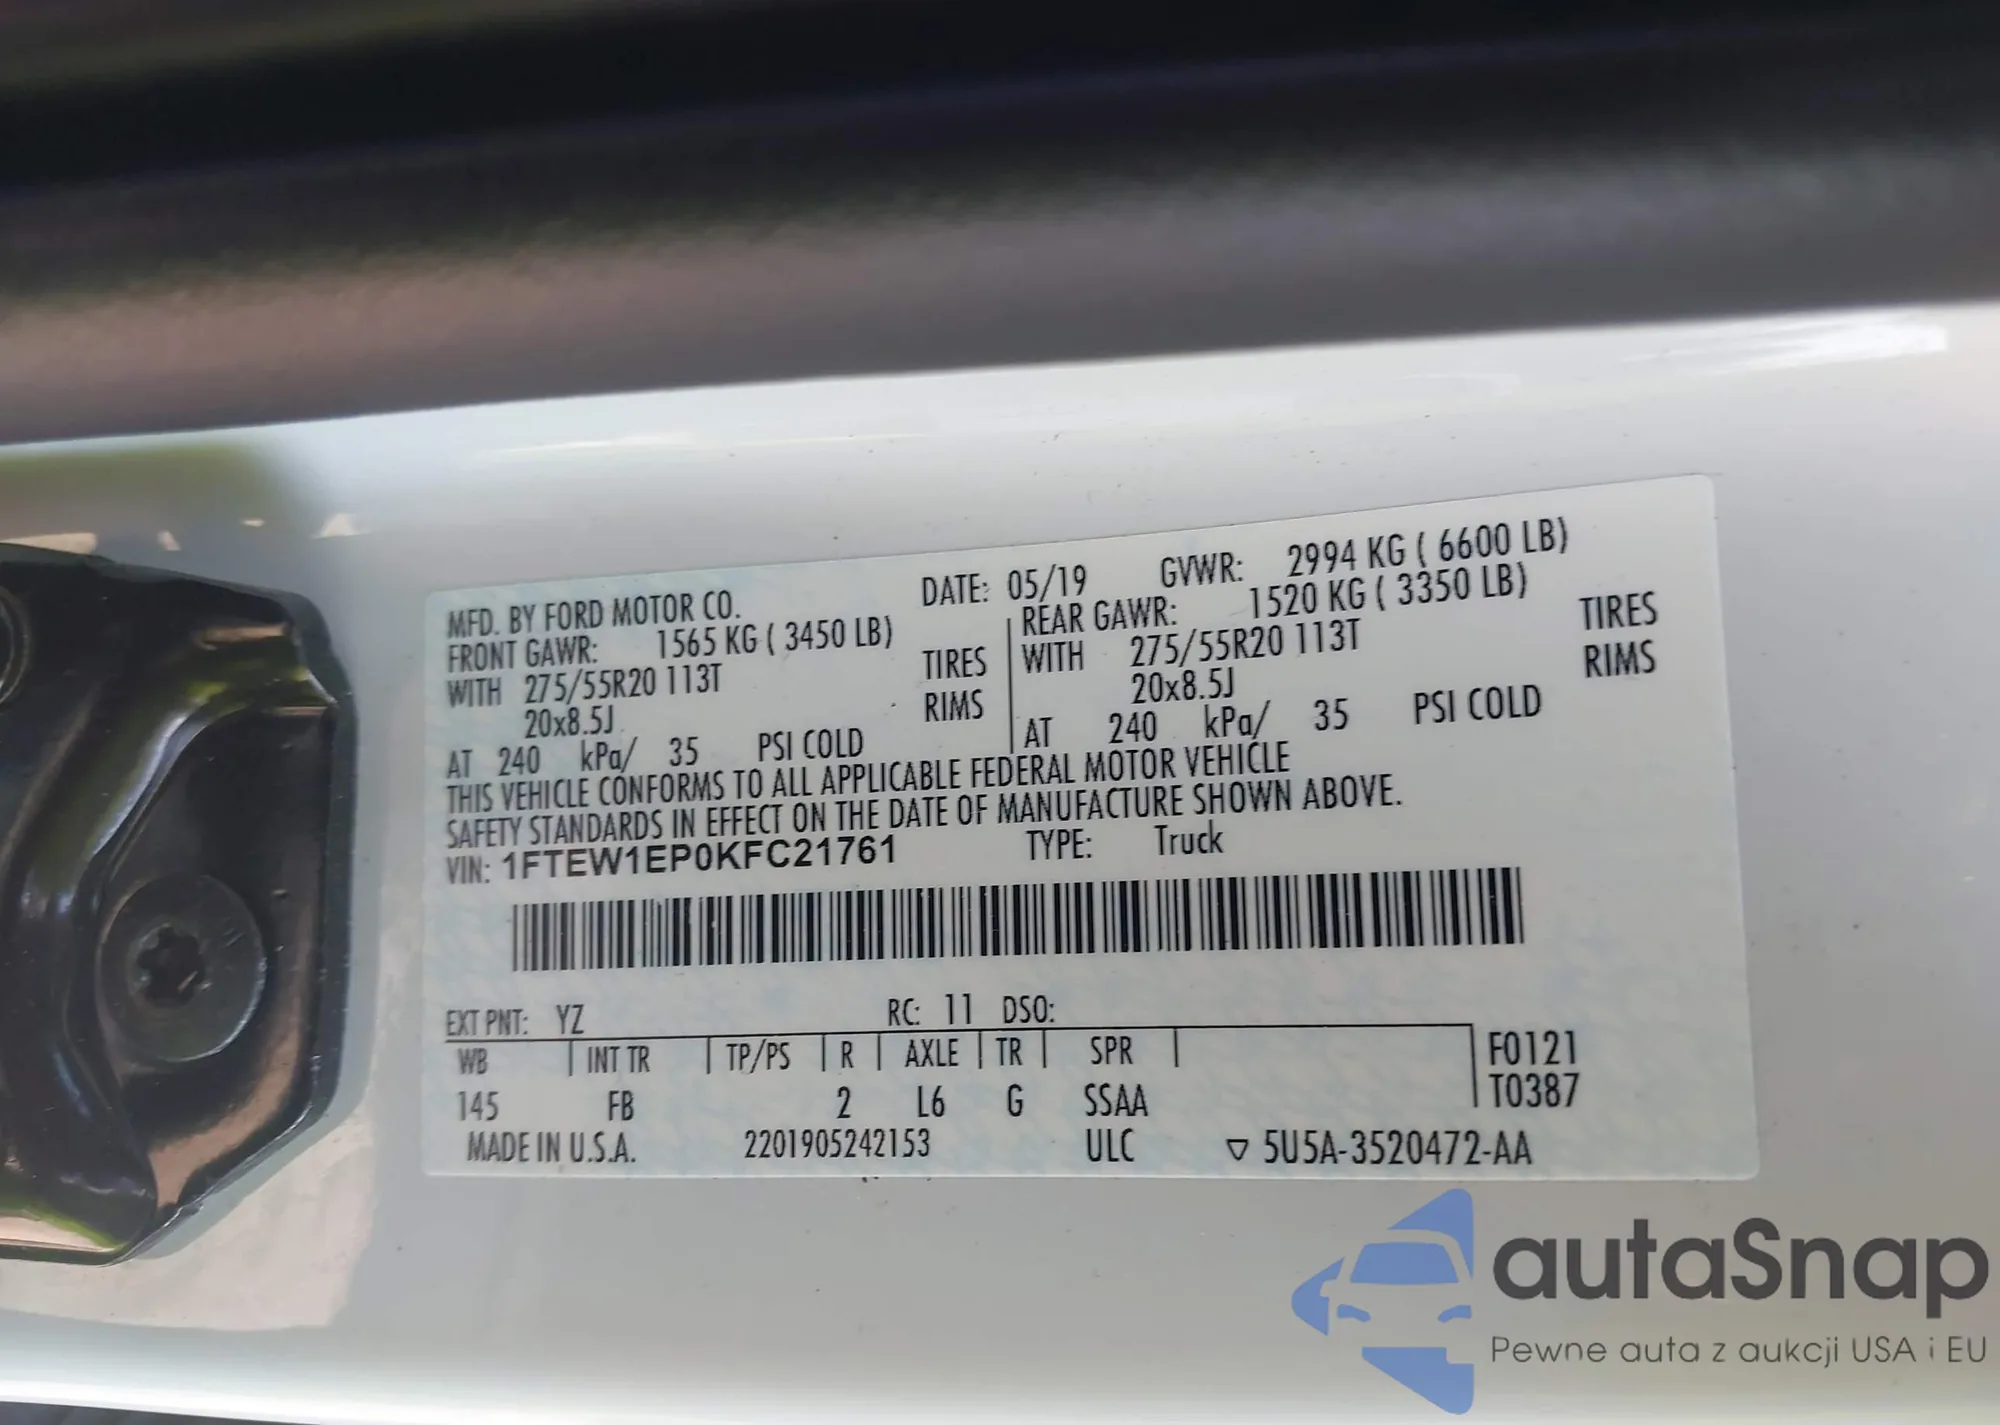 MFD. BY FORD MOTOR CO. DATE: 05/19 GVWR: 2994 KG ( 6600 LB)
FRONT GAWR: 1565 KG ( 3450 LB) REAR GAWR: 1520 KG ( 3350 LB)
WITH 275/55R20 113T TIRES WITH 275/55R20 113T TIRES
20x8.5J RIMS 20x8.5J RIMS
AT 240 kPa/ 35 PSI COLD AT 240 kPa/ 35 PSI COLD
THIS VEHICLE CONFORMS TO ALL APPLICABLE FEDERAL MOTOR VEHICLE
SAFETY STANDARDS IN EFFECT ON THE DATE OF MANUFACTURE SHOWN ABOVE.
VIN: 1FTEW1EP0KFC21761 TYPE: Truck
EXT PNT: YZ RC: 11 DSO:
WB INT TR TP/PS R AXLE TR SPR F0121
145 FB 2 L6 G SSAA T0387
MADE IN U.S.A. 2201905242153 ULC ▽ 5U5A-3520472-AA
autaSnap
Pewne auta z aukcji USA i EU